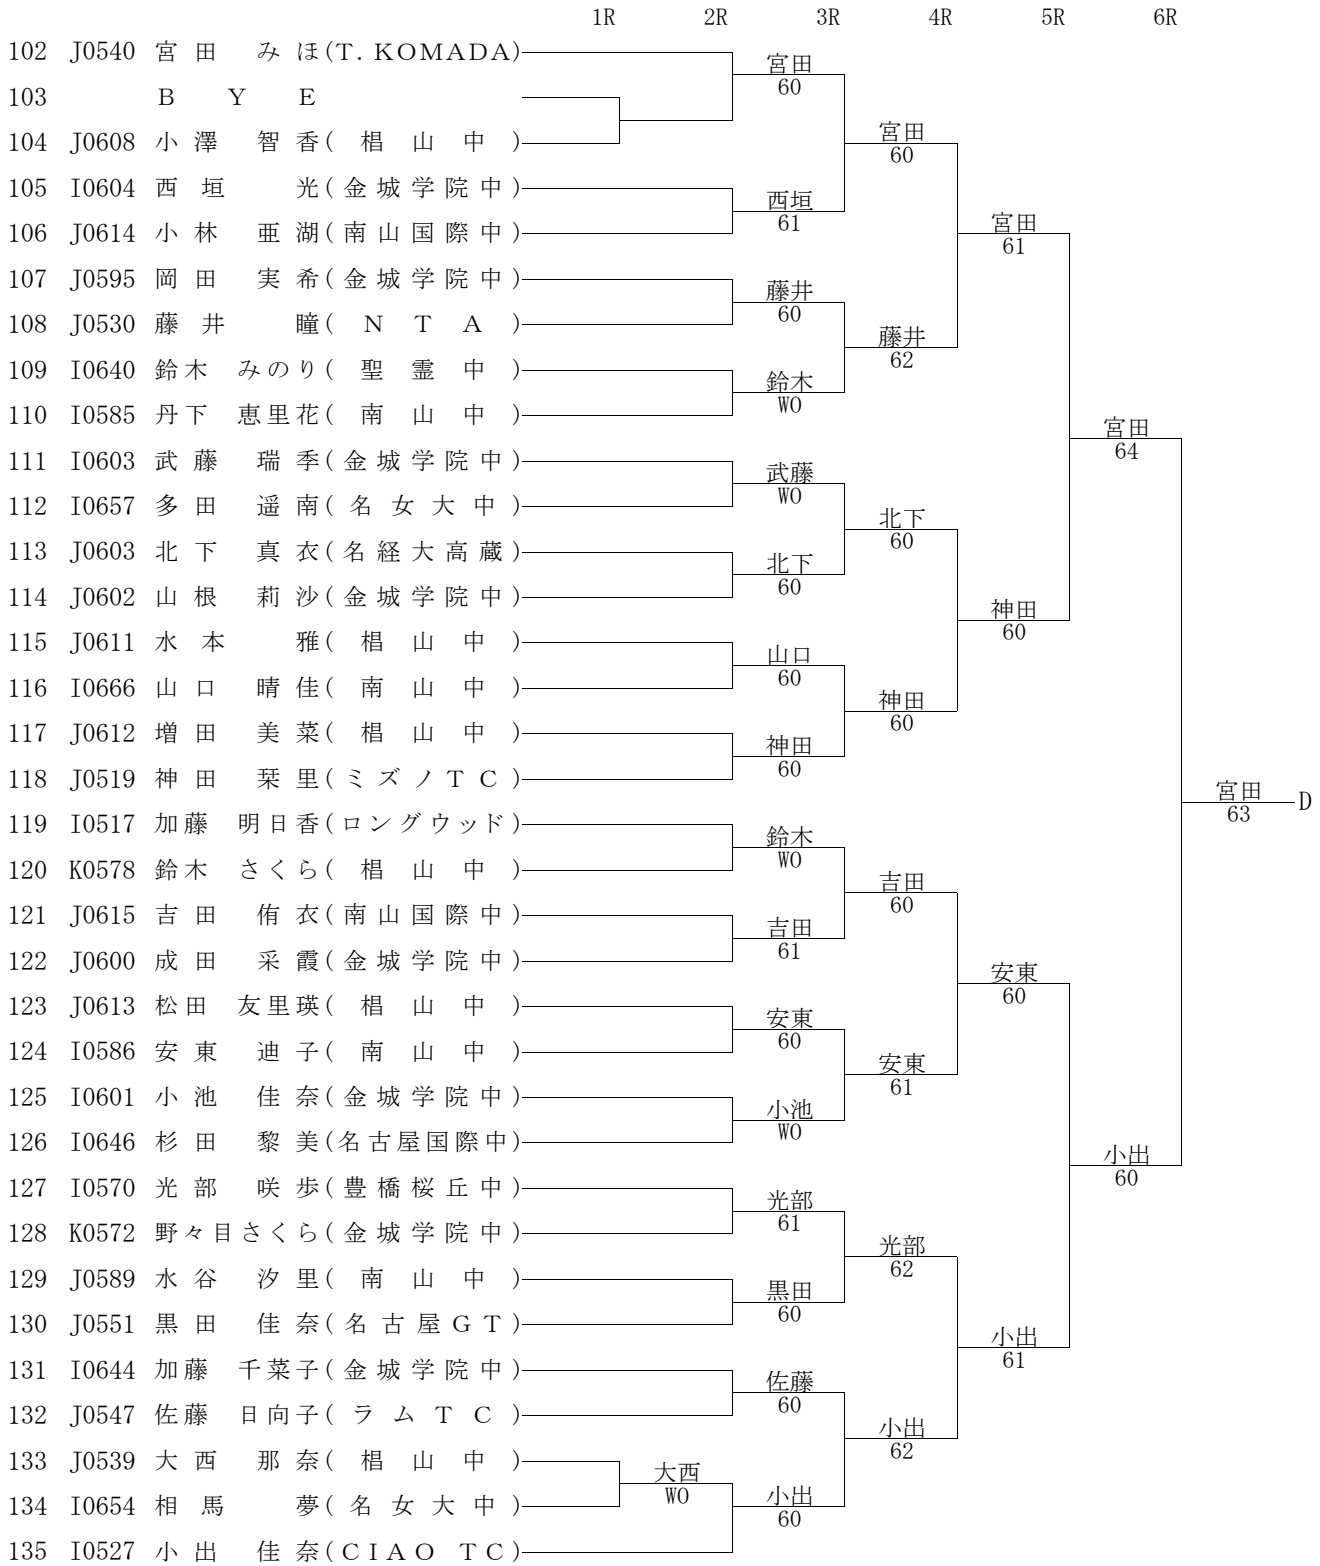 1R 2R 3R 4R 5R 6R
102 J0540 宮田 みほ(T.KOMADA)
宮田
60
103 BYE
104 J0608 小澤 智香(椙山中)
宮田
60
105 I0604 西垣 光(金城学院中)
西垣
61
106 J0614 小林 亜湖(南山国際中)
宮田
61
107 J0595 岡田 実希(金城学院中)
藤井
60
108 J0530 藤井 瞳(NTA)
藤井
62
109 I0640 鈴木 みのり(聖霊中)
鈴木
WO
110 I0585 丹下 恵里花(南山中)
宮田
64
111 I0603 武藤 瑞季(金城学院中)
武藤
WO
112 I0657 多田 遥南(名女大中)
北下
60
113 J0603 北下 真衣(名経大高蔵)
北下
60
114 J0602 山根 莉沙(金城学院中)
神田
60
115 J0611 水本 雅(椙山中)
山口
60
116 I0666 山口 晴佳(南山中)
神田
60
117 J0612 増田 美菜(椙山中)
神田
60
118 J0519 神田 栞里(ミズノTC)
宮田
63
D
119 I0517 加藤 明日香(ロングウッド)
鈴木
WO
120 K0578 鈴木 さくら(椙山中)
吉田
60
121 J0615 吉田 侑衣(南山国際中)
吉田
61
122 J0600 成田 采霞(金城学院中)
安東
60
123 J0613 松田 友里瑛(椙山中)
安東
60
124 I0586 安東 迪子(南山中)
安東
61
125 I0601 小池 佳奈(金城学院中)
小池
WO
126 I0646 杉田 黎美(名古屋国際中)
小出
60
127 I0570 光部 咲歩(豊橋桜丘中)
光部
61
128 K0572 野々目さくら(金城学院中)
光部
62
129 J0589 水谷 汐里(南山中)
黒田
60
130 J0551 黒田 佳奈(名古屋GT)
小出
61
131 I0644 加藤 千菜子(金城学院中)
佐藤
60
132 J0547 佐藤 日向子(ラムTC)
小出
62
133 J0539 大西 那奈(椙山中)
大西
WO
134 I0654 相馬 夢(名女大中)
小出
60
135 I0527 小出 佳奈(CIAO TC)